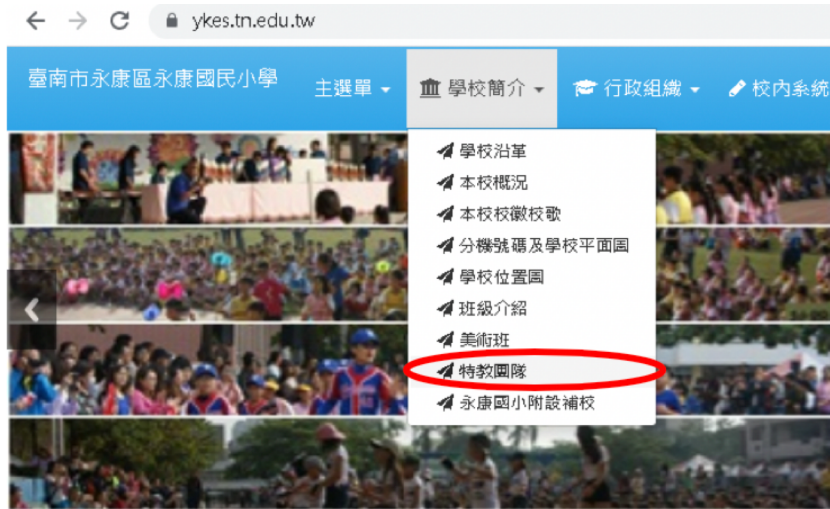 ykes.tn.edu.tw
臺南市永康區永康國民小學 主選單 學校簡介 行政組織 校內系統
學校沿革
本校概況
本校校徽校歌
分機號碼及學校平面圖
學校位置圖
班級介紹
美術班
特教團隊
永康國小附設補校